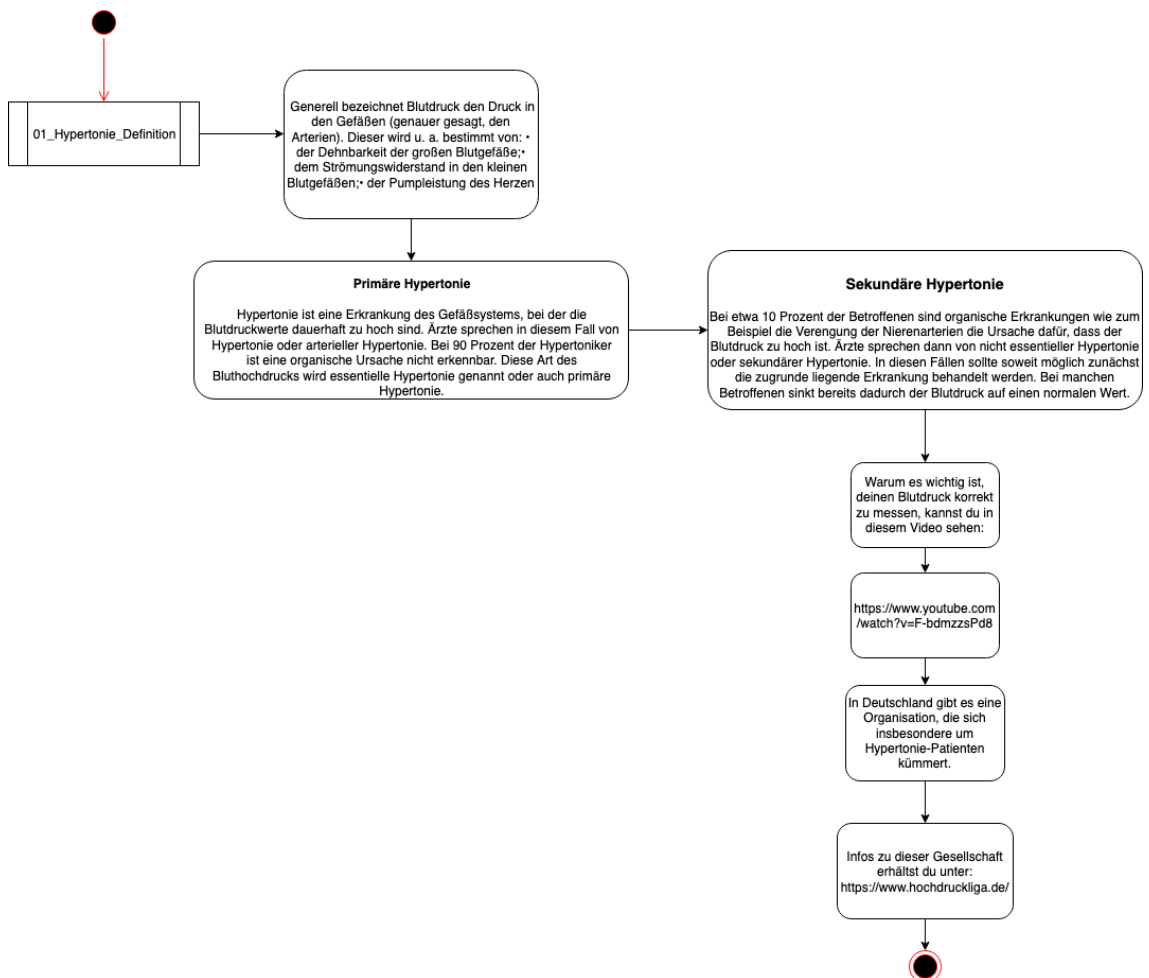 01_Hypertonie_Definition
Generell bezeichnet Blutdruck den Druck in
den Gefäßen (genauer gesagt, den
Arterien). Dieser wird u. a. bestimmt von: •
der Dehnbarkeit der großen Blutgefäße;•
dem Strömungswiderstand in den kleinen
Blutgefäßen;• der Pumpleistung des Herzen
Primäre Hypertonie
Hypertonie ist eine Erkrankung des Gefäßsystems, bei der die
Blutdruckwerte dauerhaft zu hoch sind. Ärzte sprechen in diesem Fall von
Hypertonie oder arterieller Hypertonie. Bei 90 Prozent der Hypertoniker
ist eine organische Ursache nicht erkennbar. Diese Art des
Bluthochdrucks wird essentielle Hypertonie genannt oder auch primäre
Hypertonie.
Sekundäre Hypertonie
Bei etwa 10 Prozent der Betroffenen sind organische Erkrankungen wie zum
Beispiel die Verengung der Nierenarterien die Ursache dafür, dass der
Blutdruck zu hoch ist. Ärzte sprechen dann von nicht essentieller Hypertonie
oder sekundärer Hypertonie. In diesen Fällen sollte soweit möglich zunächst
die zugrunde liegende Erkrankung behandelt werden. Bei manchen
Betroffenen sinkt bereits dadurch der Blutdruck auf einen normalen Wert.
Warum es wichtig ist,
deinen Blutdruck korrekt
zu messen, kannst du in
diesem Video sehen:
https://www.youtube.com
/watch?v=F-bdmzzsPd8
In Deutschland gibt es eine
Organisation, die sich
insbesondere um
Hypertonie-Patienten
kümmert.
Infos zu dieser Gesellschaft
erhältst du unter:
https://www.hochdruckliga.de/